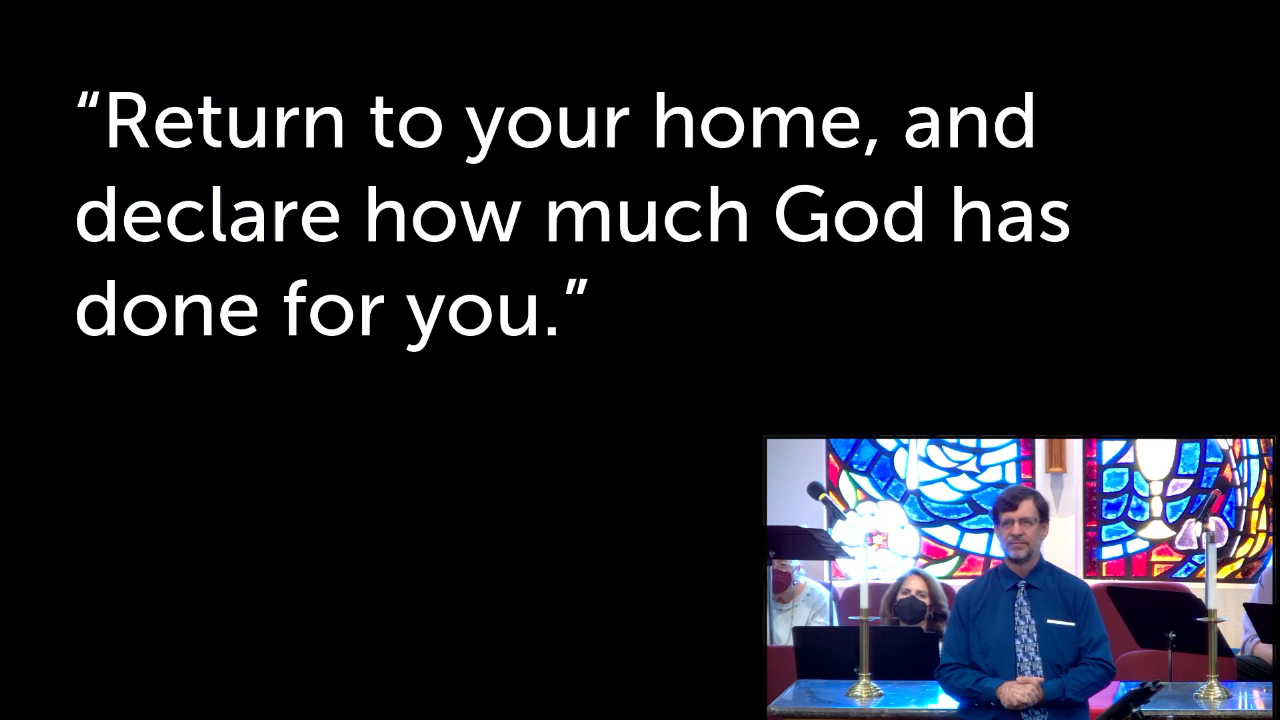 “Return to your home, and
declare how much God has
done for you.”